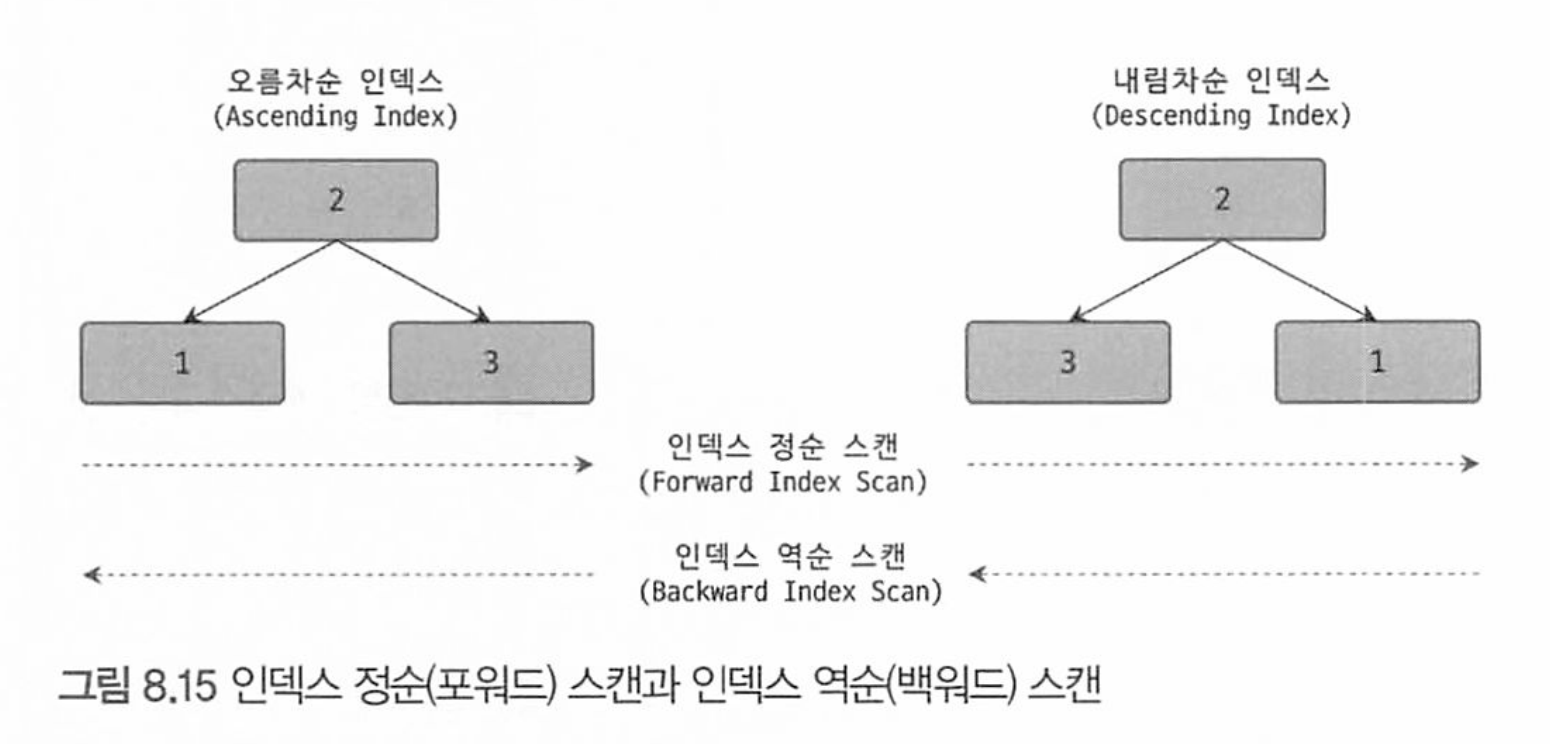 오름차순 인덱스
(Ascending Index)
2
1
3
내림차순 인덱스
(Descending Index)
2
3
1
인덱스 정순 스캔
(Forward Index Scan)
인덱스 역순 스캔
(Backward Index Scan)
그림 8.15 인덱스 정순(포워드) 스캔과 인덱스 역순(백워드) 스캔